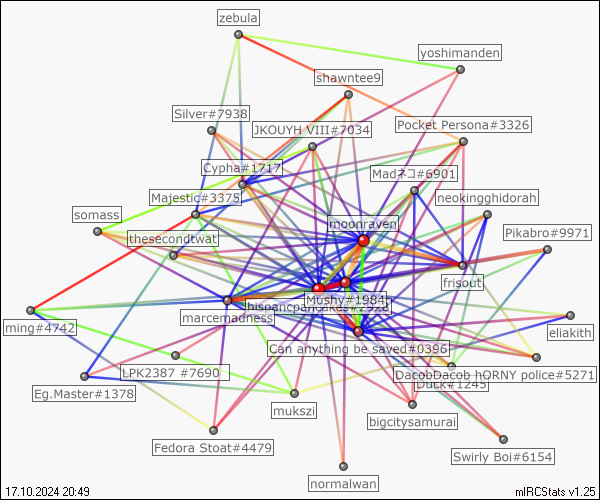 zebula
yoshimanden
shawntee9
Silver#7938
JKOUYH VIII#7034
Pocket Persona#3326
Cypha#1717
Madネコ#6901
Majestic#3375
neokingghidorah
somass
moonraven
Pikabro#9971
thesecondtwat
frisout
Mushy#1984
marcemadness
ming#4742
eliakith
Can anything be saved#0396
LPK2387 #7690
DacobDacob hORNY police#5271
Duck#1245
Eg.Master#1378
mukszi
bigcitysamurai
Fedora Stoat#4479
Swirly Boi#6154
normalwan
17.10.2024 20:49
mIRCStats v1.25